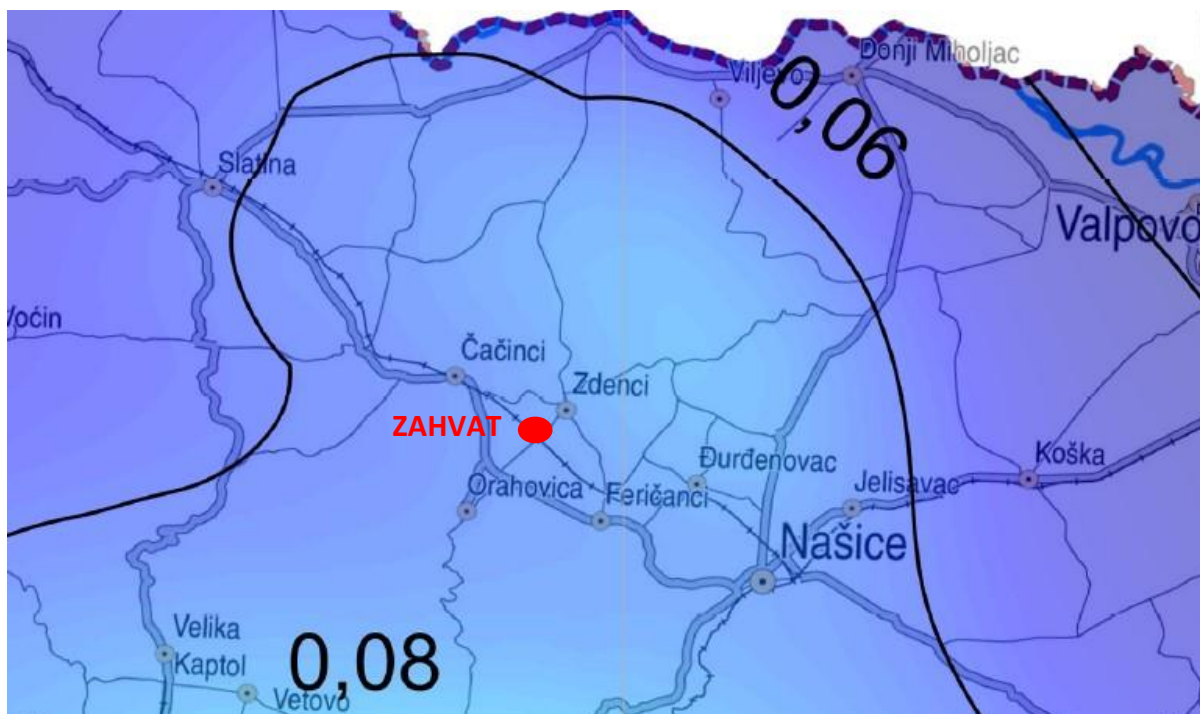 Donji Miholjac
Viljevo
0,06
Slatina
Valpovo
Voćin
Čačinci
Zdenci
ZAHVAT
Đurđenovac
Koška
Orahovica
Feričanci
Jelisavac
Našice
Velika
Kaptol
0,08
Vetovo